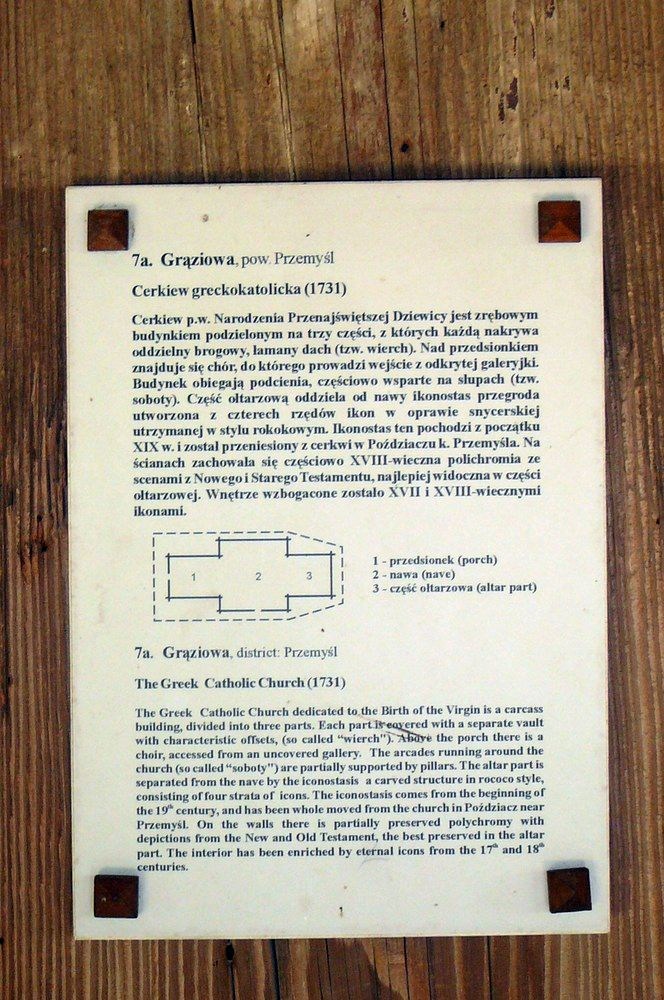 7a. Grąziowa, pow. Przemyśl
Cerkiew greckokatolicka (1731)
Cerkiew p.w. Narodzenia Przenajświętszej Dziewicy jest zrębowym
budynkiem podzielonym na trzy części, z których każdą nakrywa
oddzielny brogowy, łamany dach (tzw. wierch). Nad przedsionkiem
znajduje się chór, do którego prowadzi wejście z odkrytej galeryjki.
Budynek obiegają podcienia, częściowo wsparte na słupach (tzw.
soboty). Część ołtarzową oddziela od nawy ikonostas przegroda
utworzona z czterech rzędów ikon w oprawie snycerskiej
utrzymanej w stylu rokokowym. Ikonostas ten pochodzi z początku
XIX w. i został przeniesiony z cerkwi w Poździaczu k. Przemyśla. Na
ścianach zachowała się częściowo XVIII-wieczna polichromia ze
scenami z Nowego i Starego Testamentu, najlepiej widoczna w części
ołtarzowej. Wnętrze wzbogacone zostało XVII i XVIII-wiecznymi
ikonami.
1 2 3
1 - przedsionek (porch)
2 - nawa (nave)
3 - część ołtarzowa (altar part)
7a. Grąziowa, district: Przemyśl
The Greek Catholic Church (1731)
The Greek Catholic Church dedicated to the Birth of the Virgin is a carcass
building, divided into three parts. Each part is covered with a separate vault
with characteristic offsets, (so called "wierch"). Above the porch there is a
choir, accessed from an uncovered gallery. The arcades running around the
church (so called "soboty") are partially supported by pillars. The altar part is
separated from the nave by the iconostasis a carved structure in rococo style,
consisting of four strata of icons. The iconostasis comes from the beginning of
the 19th century, and has been whole moved from the church in Poździacz near
Przemyśl. On the walls there is partially preserved polychromy with
depictions from the New and Old Testament, the best preserved in the altar
part. The interior has been enriched by eternal icons from the 17th and 18th
centuries.
1